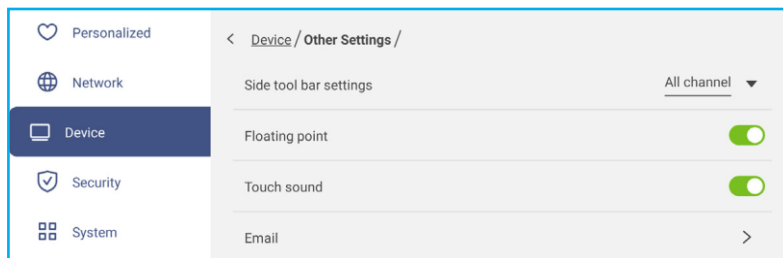 Personalized
Network
Device
Security
System
Device / Other Settings /
Side tool bar settings All channel
Floating point
Touch sound
Email